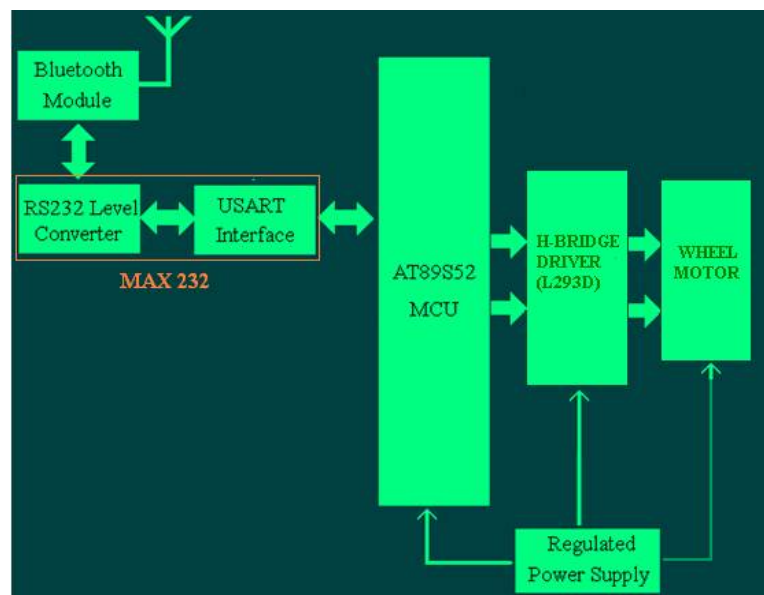 Bluetooth
Module
RS232 Level
Converter
USART
Interface
MAX 232
AT89S52
MCU
H-BRIDGE
DRIVER
(L293D)
WHEEL
MOTOR
Regulated
Power Supply